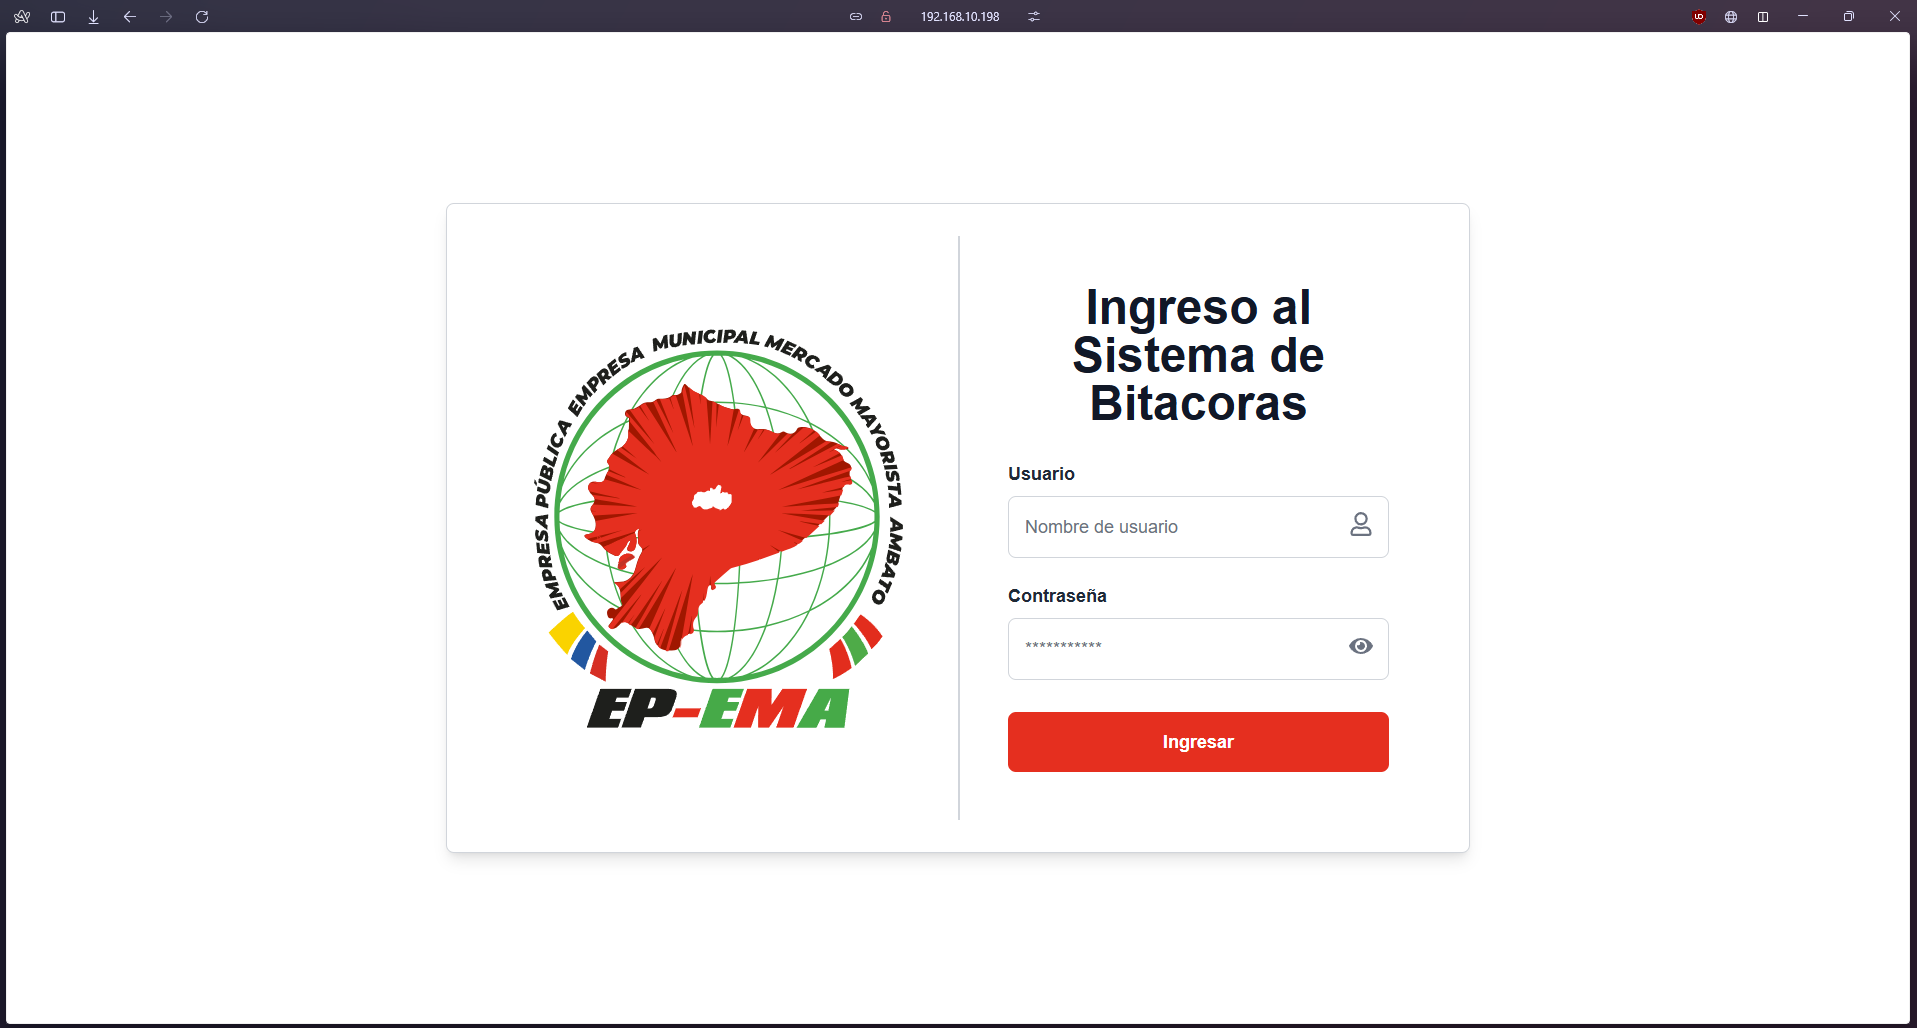 192.168.10.198
EMPRESA PÚBLICA EMPRESA MUNICIPAL MERCADO MAYORISTA AMBATO
EP-EMA
Ingreso al
Sistema de
Bitacoras
Usuario
Nombre de usuario
Contraseña
***********
Ingresar